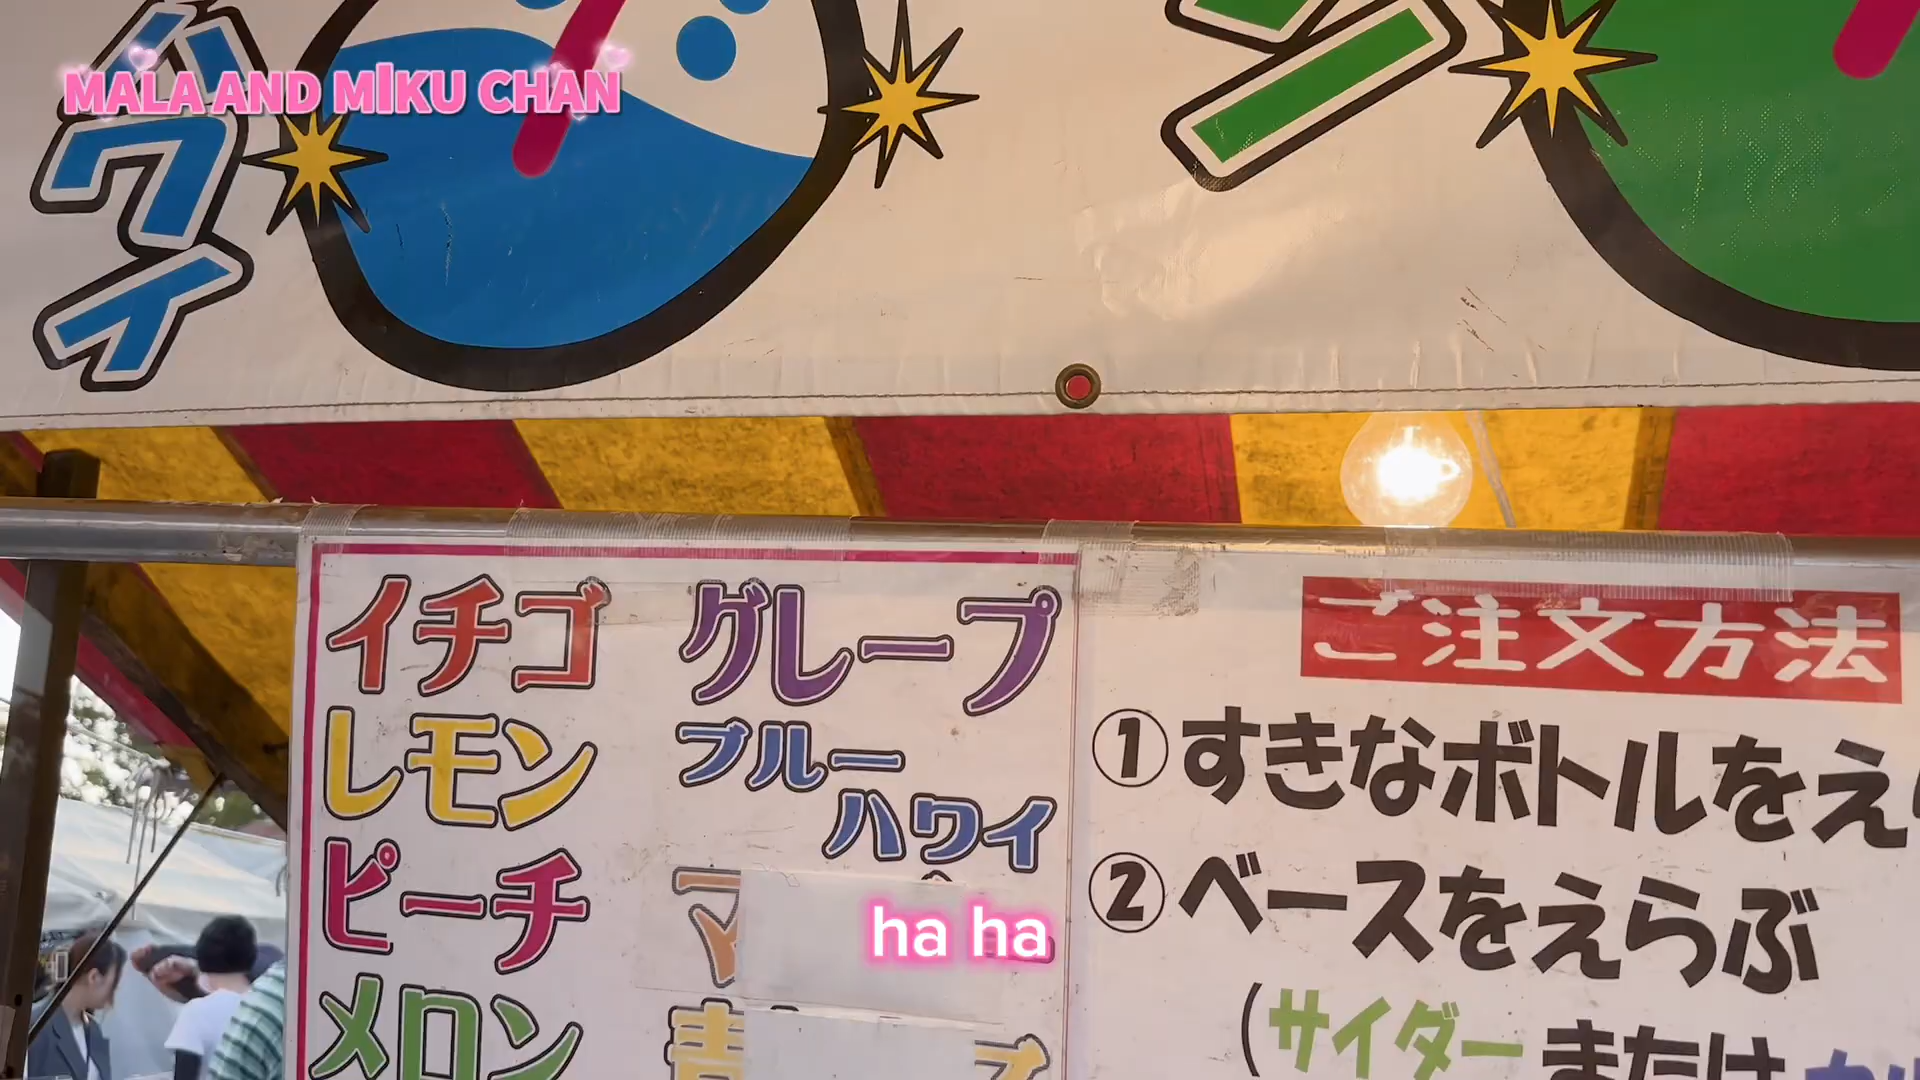 MALA AND MIKU CHAN
ハワイ
イチゴ
レモン
ピーチ
メロン
グレープ
ブルー
ハワイ
マ
青
ha ha
ご注文方法
①すきなボトルをえ
②ベースをえらぶ
(サイダーまたは